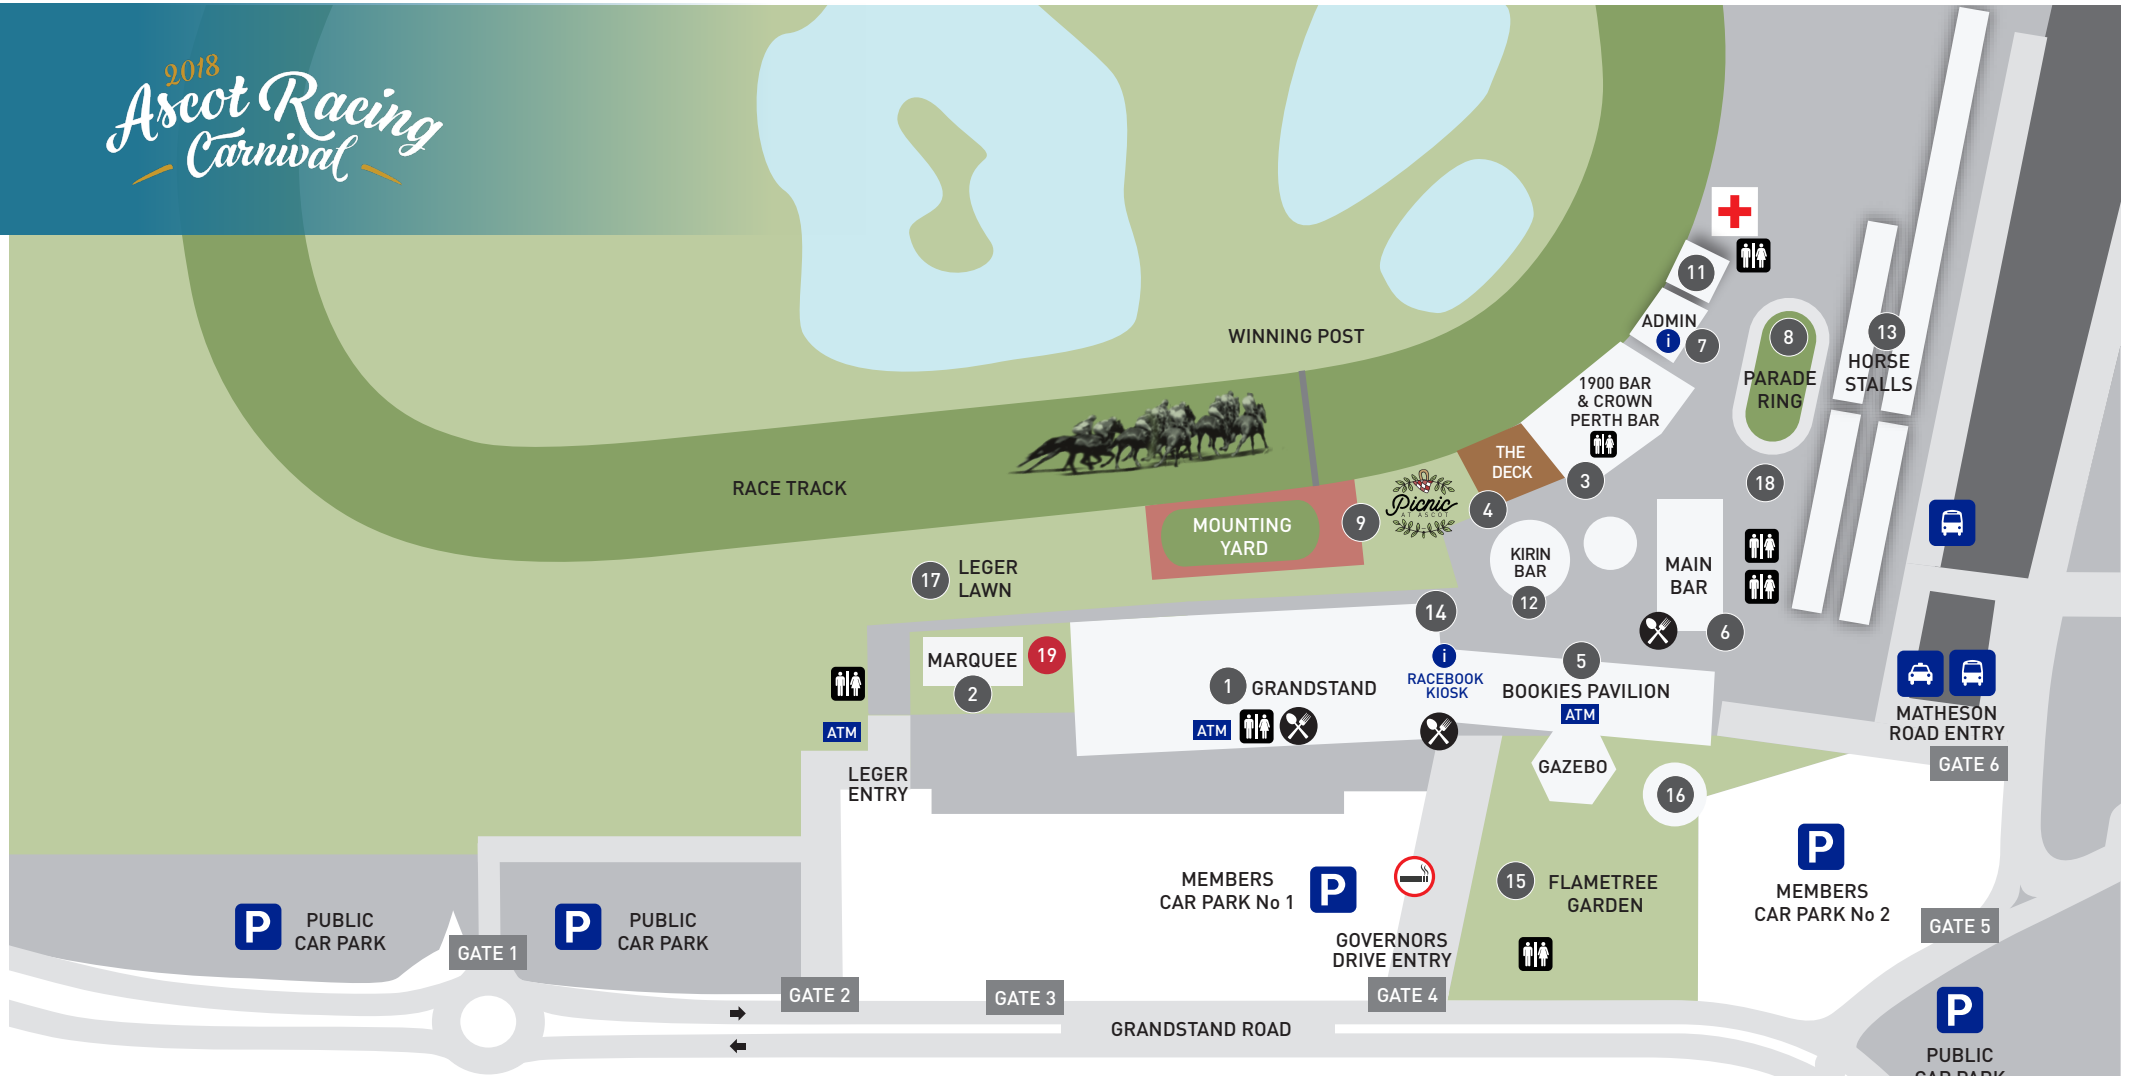 2018
Ascot Racing
Carnival
11
ADMIN
i
7
WINNING POST
8
PARADE
RING
13
HORSE
STALLS
1900 BAR
& CROWN
PERTH BAR
THE
DECK
3
18
RACE TRACK
Picnic
AT ASCOT
4
9
MOUNTING
YARD
KIRIN
BAR
12
MAIN
BAR
6
17
LEGER
LAWN
14
i
RACEBOOK
KIOSK
5
BOOKIES PAVILION
ATM
MARQUEE
19
2
1
GRANDSTAND
ATM
ATM
LEGER
ENTRY
GAZEBO
16
MATHESON
ROAD ENTRY
GATE 6
P
MEMBERS
CAR PARK No 1
P
15
FLAMETREE
GARDEN
MEMBERS
CAR PARK No 2
GATE 5
P
PUBLIC
CAR PARK
P
PUBLIC
CAR PARK
GATE 1
GOVERNORS
DRIVE ENTRY
GATE 2
GATE 3
GATE 4
GRANDSTAND ROAD
P
PUBLIC
CAR PARK